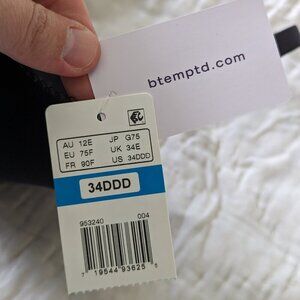 btemptd.com
AU 12E JP G75
EU 75F UK 34E
FR 90F US 34DDD
34DDD
953240 004
7 19544 93625 5